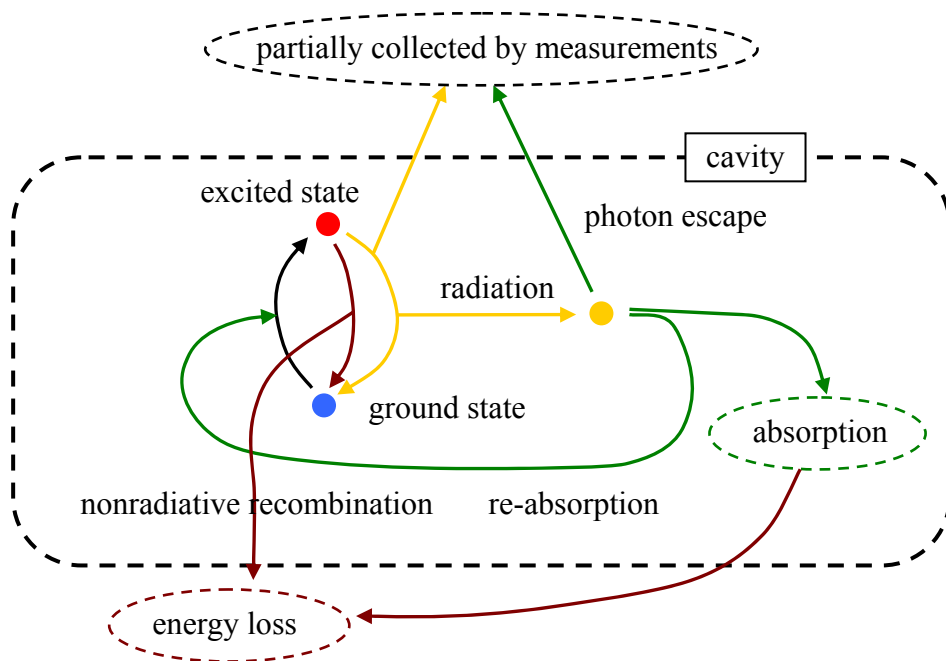 partially collected by measurements
cavity
excited state
photon escape
radiation
ground state
absorption
nonradiative recombination
re-absorption
energy loss